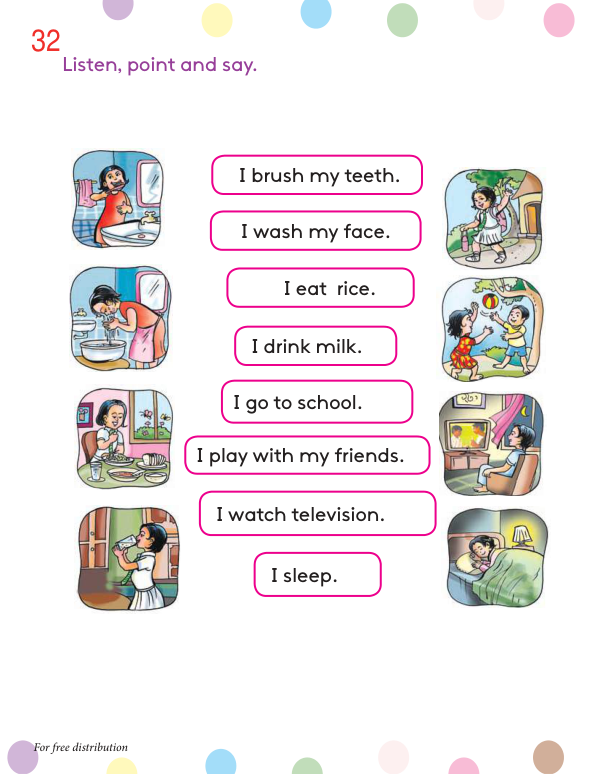 32
Listen, point and say.
I brush my teeth.
I wash my face.
I eat rice.
I drink milk.
I go to school.
I play with my friends.
I watch television.
I sleep.
For free distribution